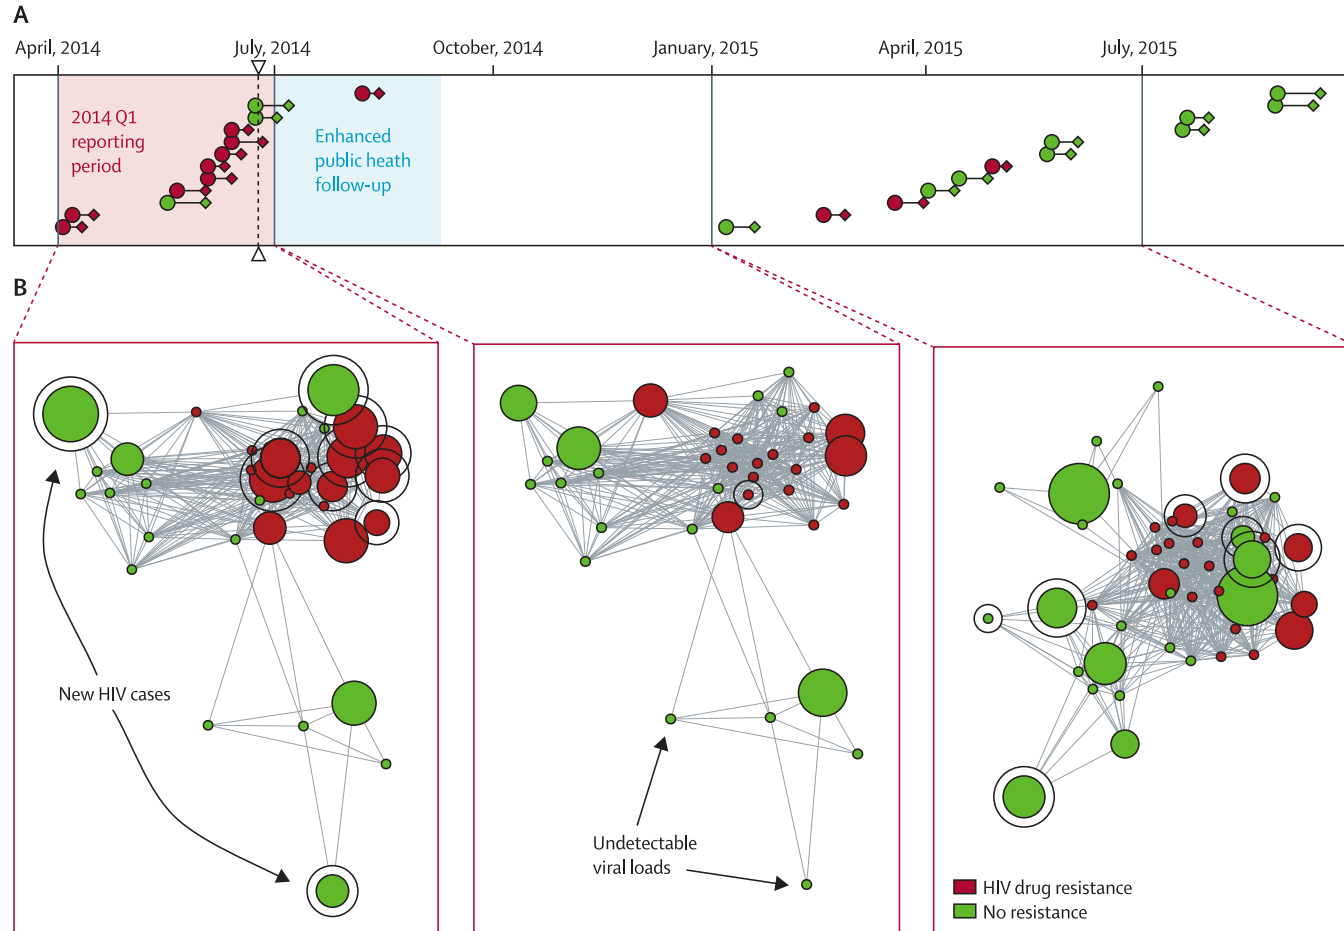 A
April, 2014
July, 2014
October, 2014
January, 2015
April, 2015
July, 2015
2014 Q1
reporting
period
Enhanced
public heath
follow-up
B
New HIV cases
Undetectable
viral loads
HIV drug resistance
No resistance